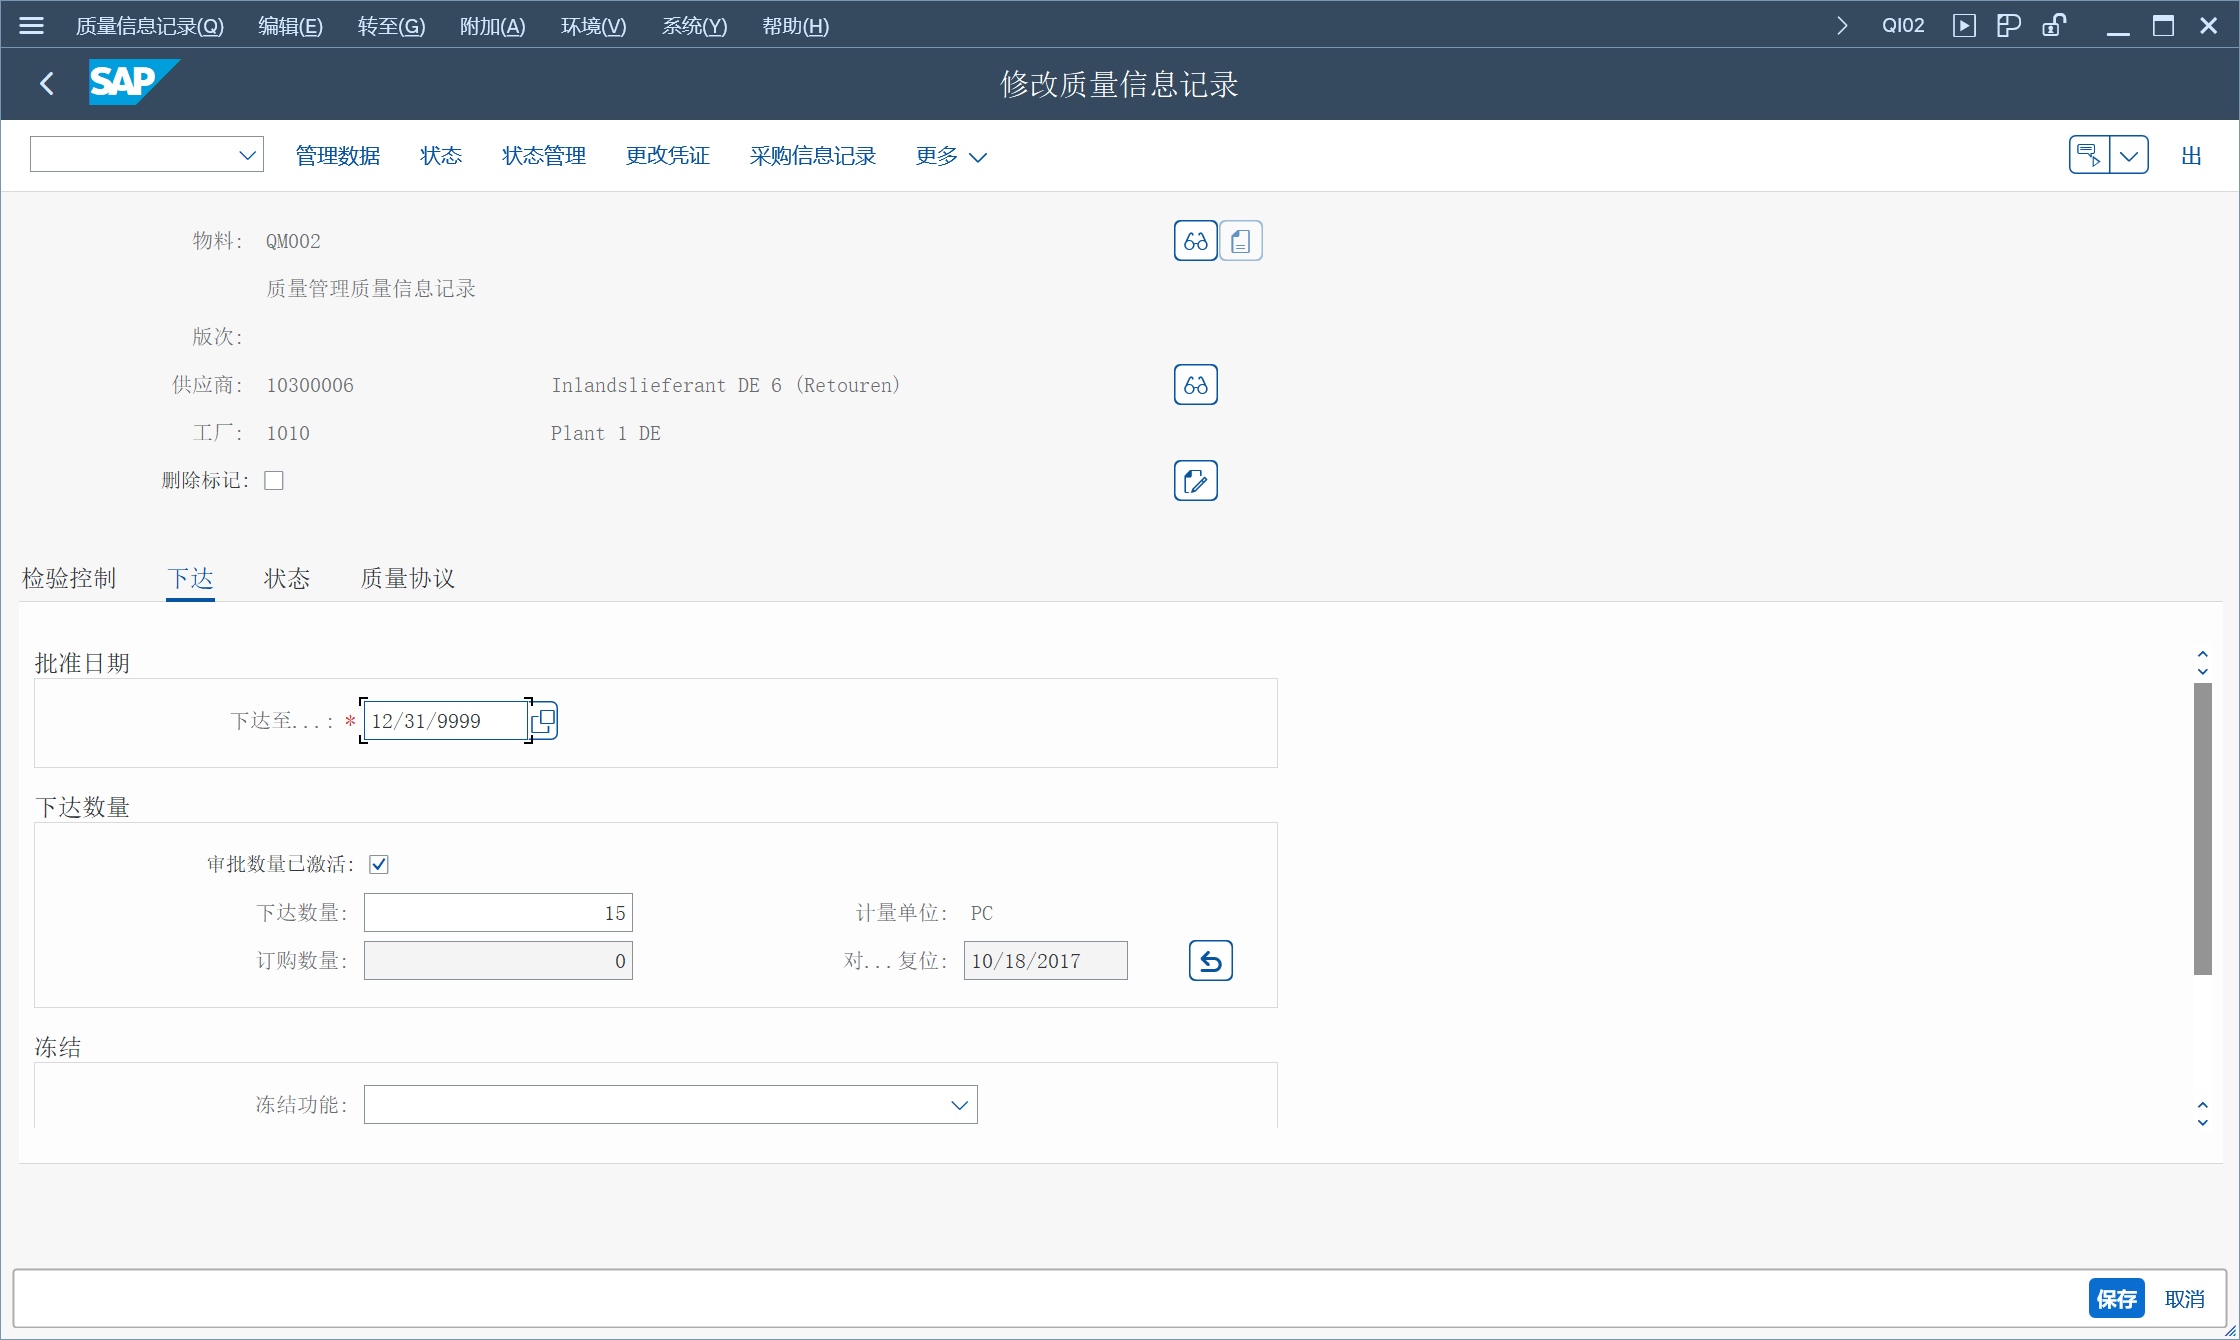 质量信息记录(Q) 编辑(E) 转至(G) 附加(A) 环境(V) 系统(Y) 帮助(H) QI02
SAP 修改质量信息记录
管理数据 状态 状态管理 更改凭证 采购信息记录 更多 出
物料: QM002
质量管理质量信息记录
版次:
供应商: 10300006 Inlandslieferant DE 6 (Retouren)
工厂: 1010 Plant 1 DE
删除标记:
检验控制 下达 状态 质量协议
批准日期
下达至...: * 12/31/9999
下达数量
审批数量已激活:
下达数量: 15 计量单位: PC
订购数量: 0 对...复位: 10/18/2017
冻结
冻结功能:
保存 取消